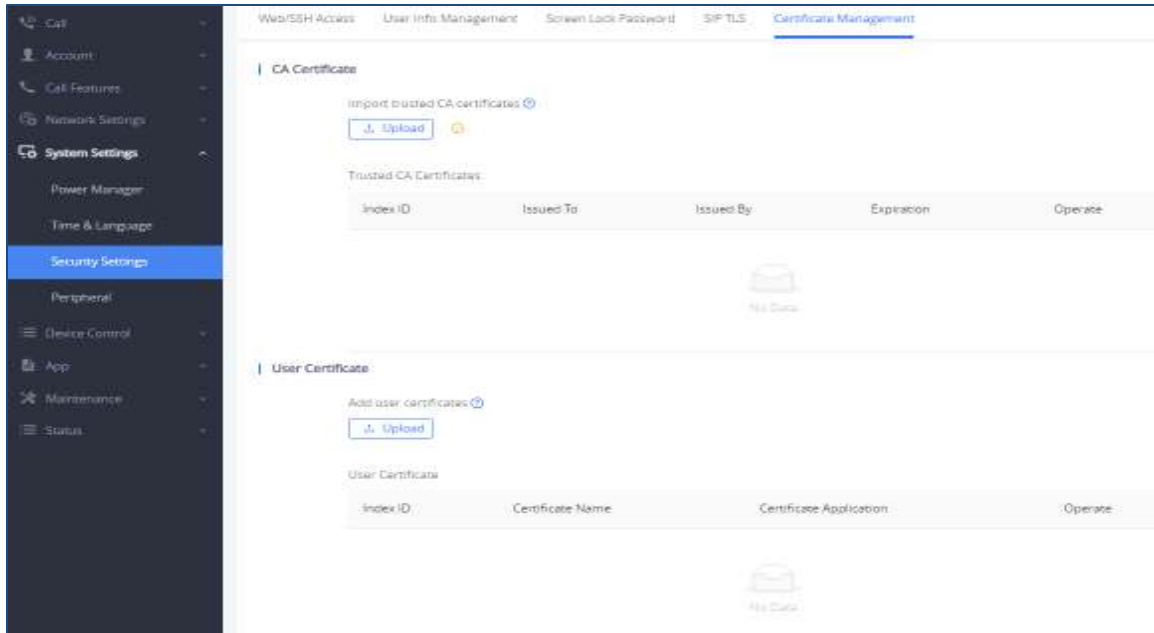 Call
Account
Call Features
Network Settings
System Settings
Power Manager
Time & Language
Security Settings
Peripheral
Device Control
App
Maintenance
Status
Web/SSH Access User Info Management Screen Lock Password SIP TLS Certificate Management
CA Certificate
Import trusted CA certificates
Upload
Trusted CA Certificates
Index ID Issued To Issued By Expiration Operate
No Data
User Certificate
Add user certificates
Upload
User Certificate
Index ID Certificate Name Certificate Application Operate
No Data